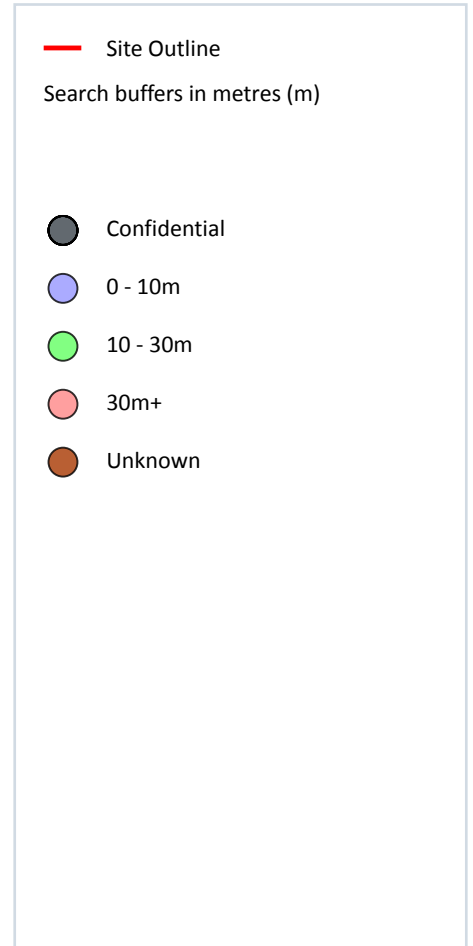 Site Outline
Search buffers in metres (m)
Confidential
0 - 10m
10 - 30m
30m+
Unknown